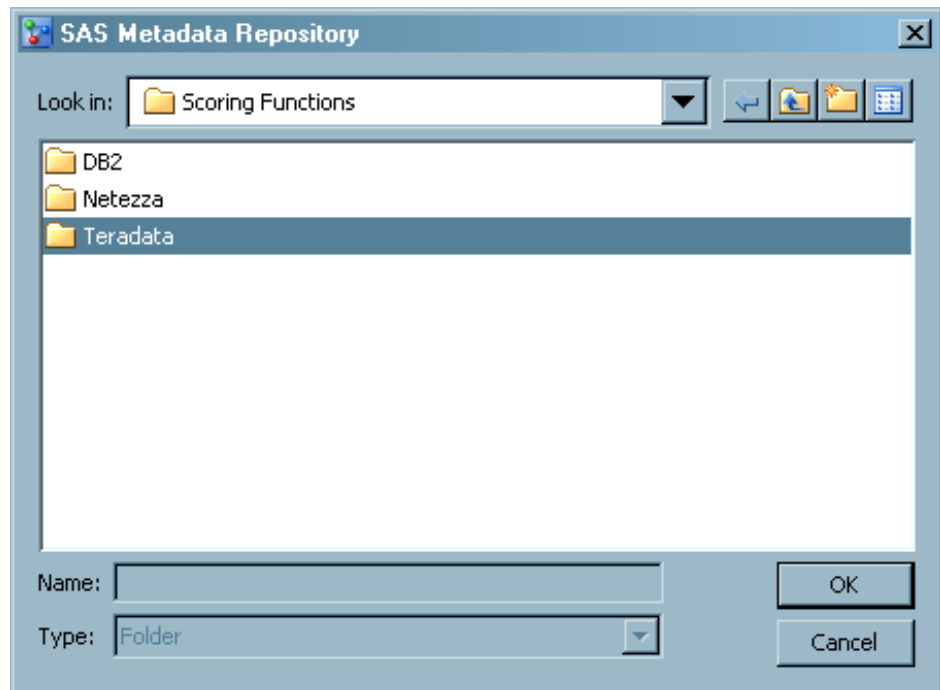 SAS Metadata Repository
Look in: Scoring Functions
DB2
Netezza
Teradata
Name:
OK
Type: Folder
Cancel